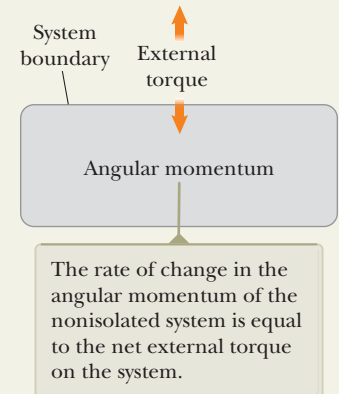 System
boundary
External
torque
Angular momentum
The rate of change in the
angular momentum of the
nonisolated system is equal
to the net external torque
on the system.